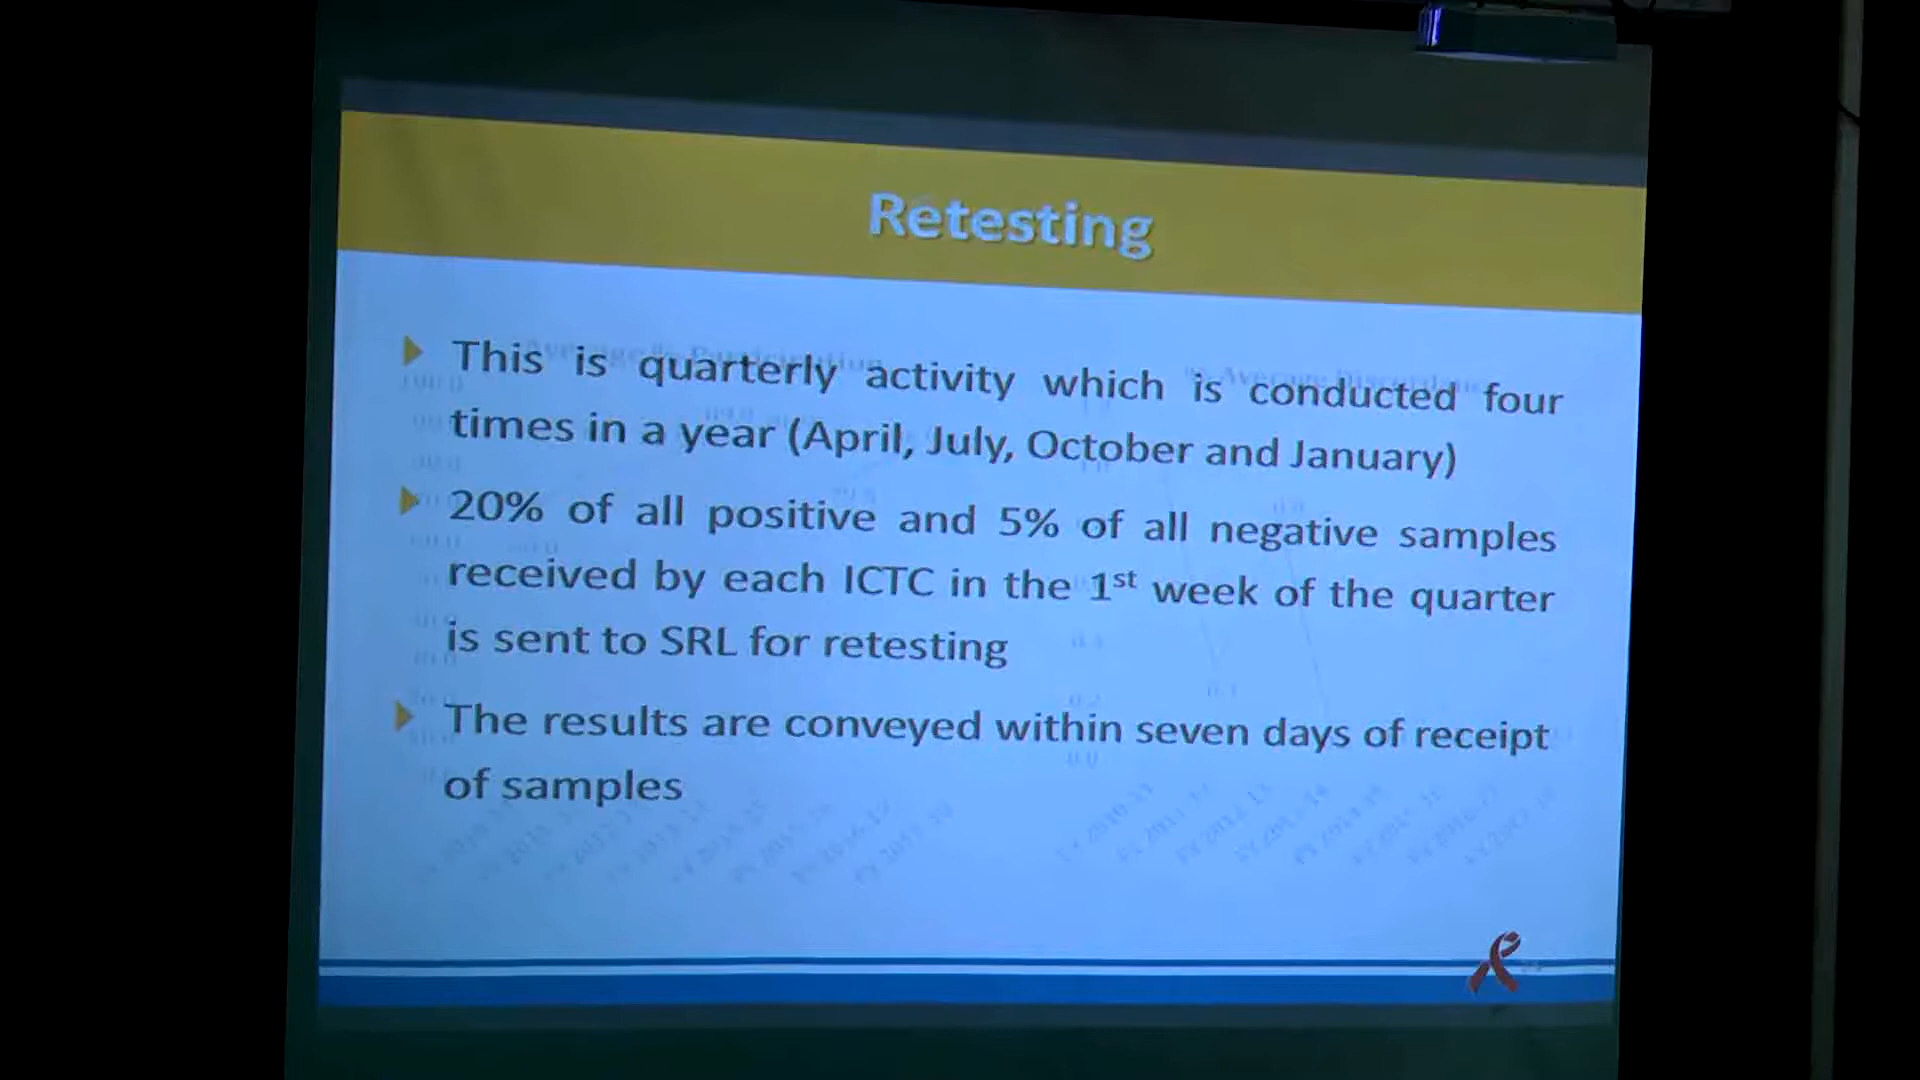 Retesting
This is quarterly activity which is conducted four
times in a year (April, July, October and January)
20% of all positive and 5% of all negative samples
received by each ICTC in the 1st week of the quarter
is sent to SRL for retesting
The results are conveyed within seven days of receipt
of samples